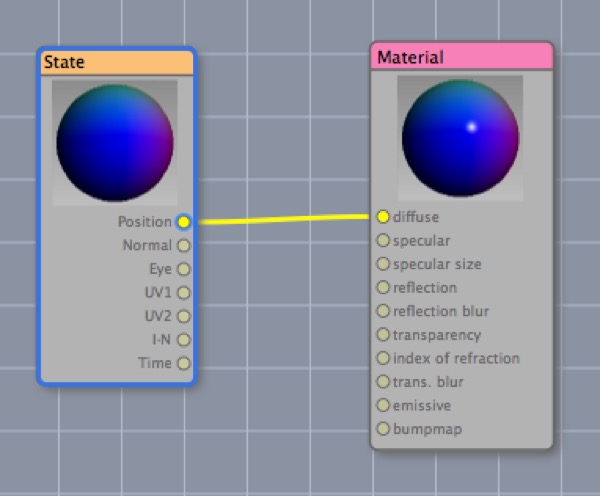 State
Position
Normal
Eye
UV1
UV2
I-N
Time
Material
diffuse
specular
specular size
reflection
reflection blur
transparency
index of refraction
trans. blur
emissive
bumpmap